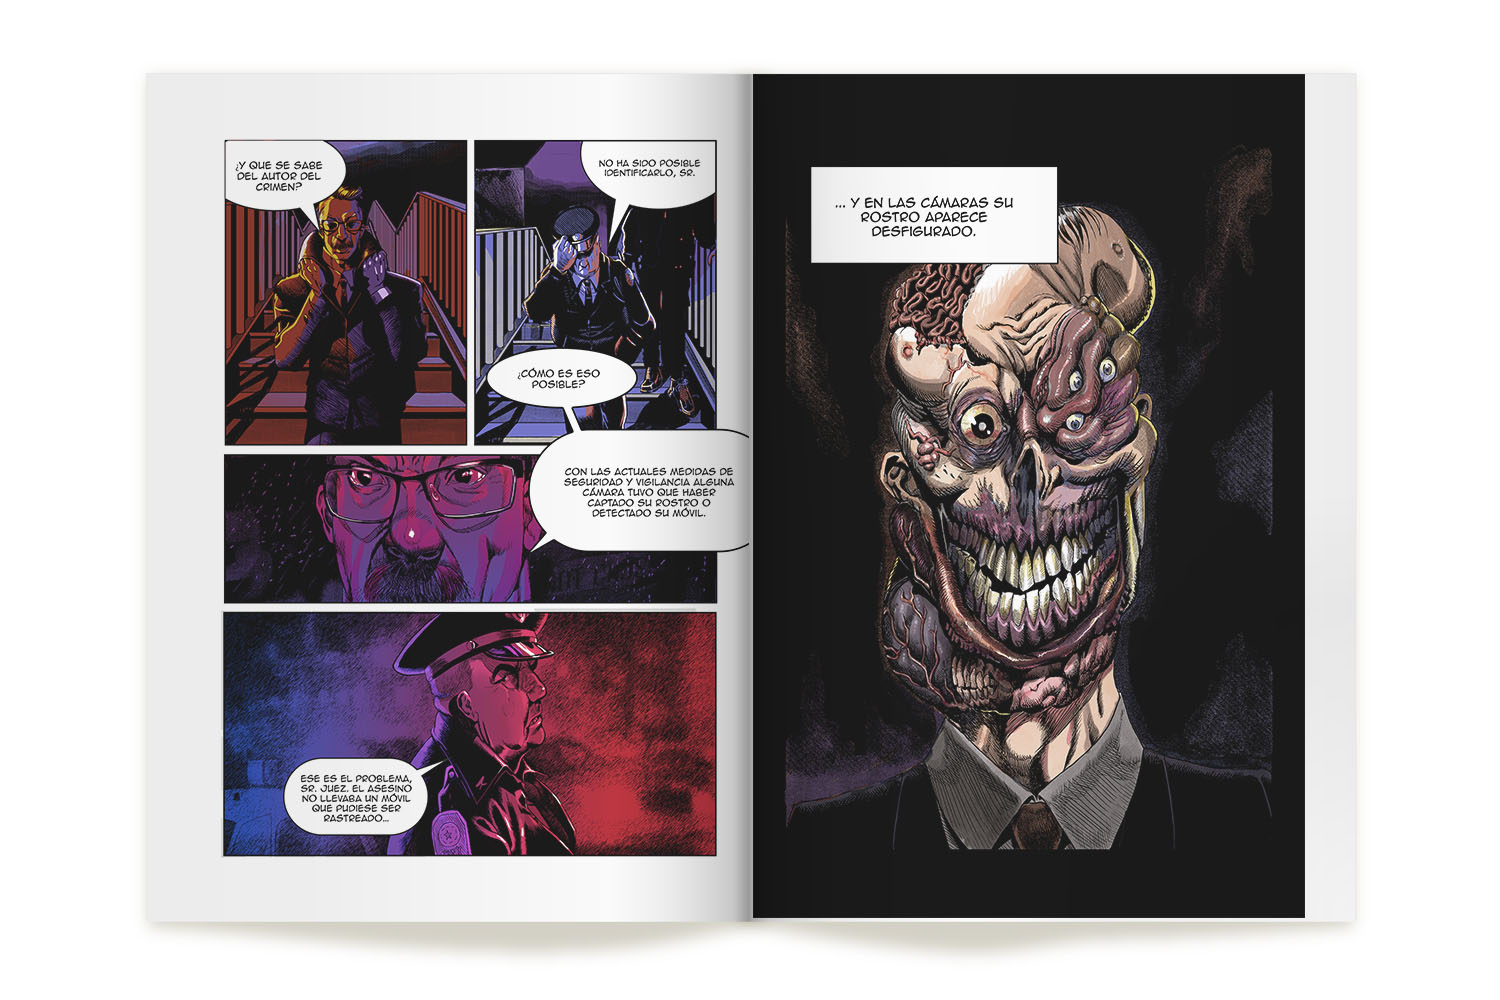 ¿Y QUE SE SABE
DEL AUTOR DEL
CRIMEN?
NO HA SIDO POSIBLE
IDENTIFICARLO, SR.
¿CÓMO ES ESO
POSIBLE?
CON LAS ACTUALES MEDIDAS DE
SEGURIDAD Y VIGILANCIA ALGUNA
CÁMARA TUVO QUE HABER
CAPTADO SU ROSTRO O
DETECTADO SU MÓVIL.
ESE ES EL PROBLEMA,
SR. JUEZ. EL ASESINO
NO LLEVABA UN MÓVIL
QUE PUDIESE SER
RASTREADO...
... Y EN LAS CÁMARAS SU
ROSTRO APARECE
DESFIGURADO.